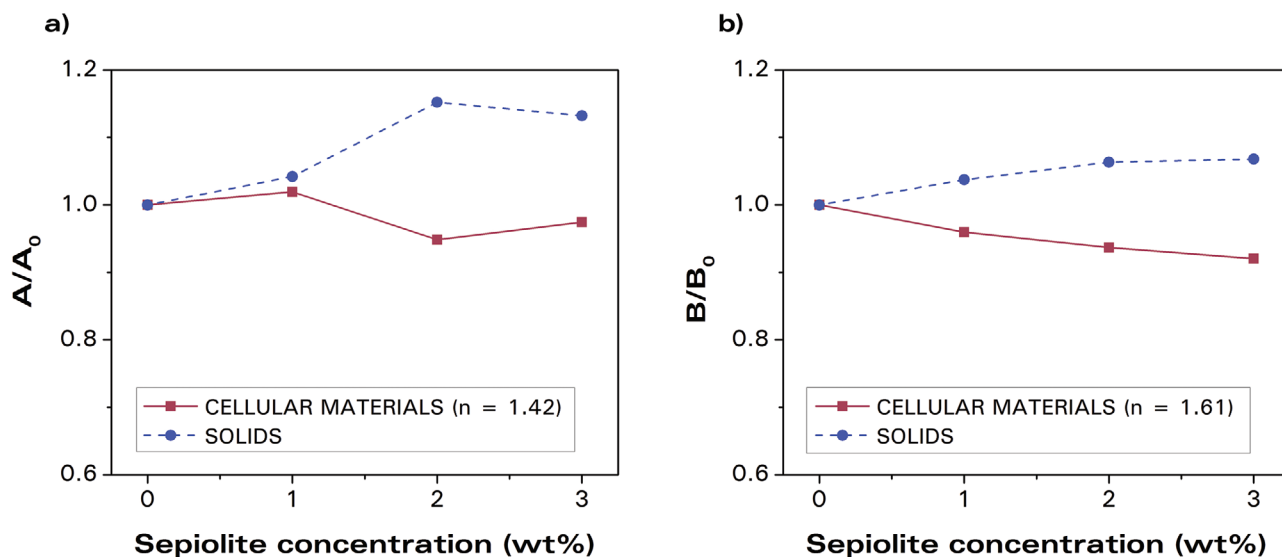 a)
1.2
1.0
0.8
0.6
A/A0
CELLULAR MATERIALS (n = 1.42)
SOLIDS
0 1 2 3
Sepiolite concentration (wt%)
b)
1.2
1.0
0.8
0.6
B/B0
CELLULAR MATERIALS (n = 1.61)
SOLIDS
0 1 2 3
Sepiolite concentration (wt%)